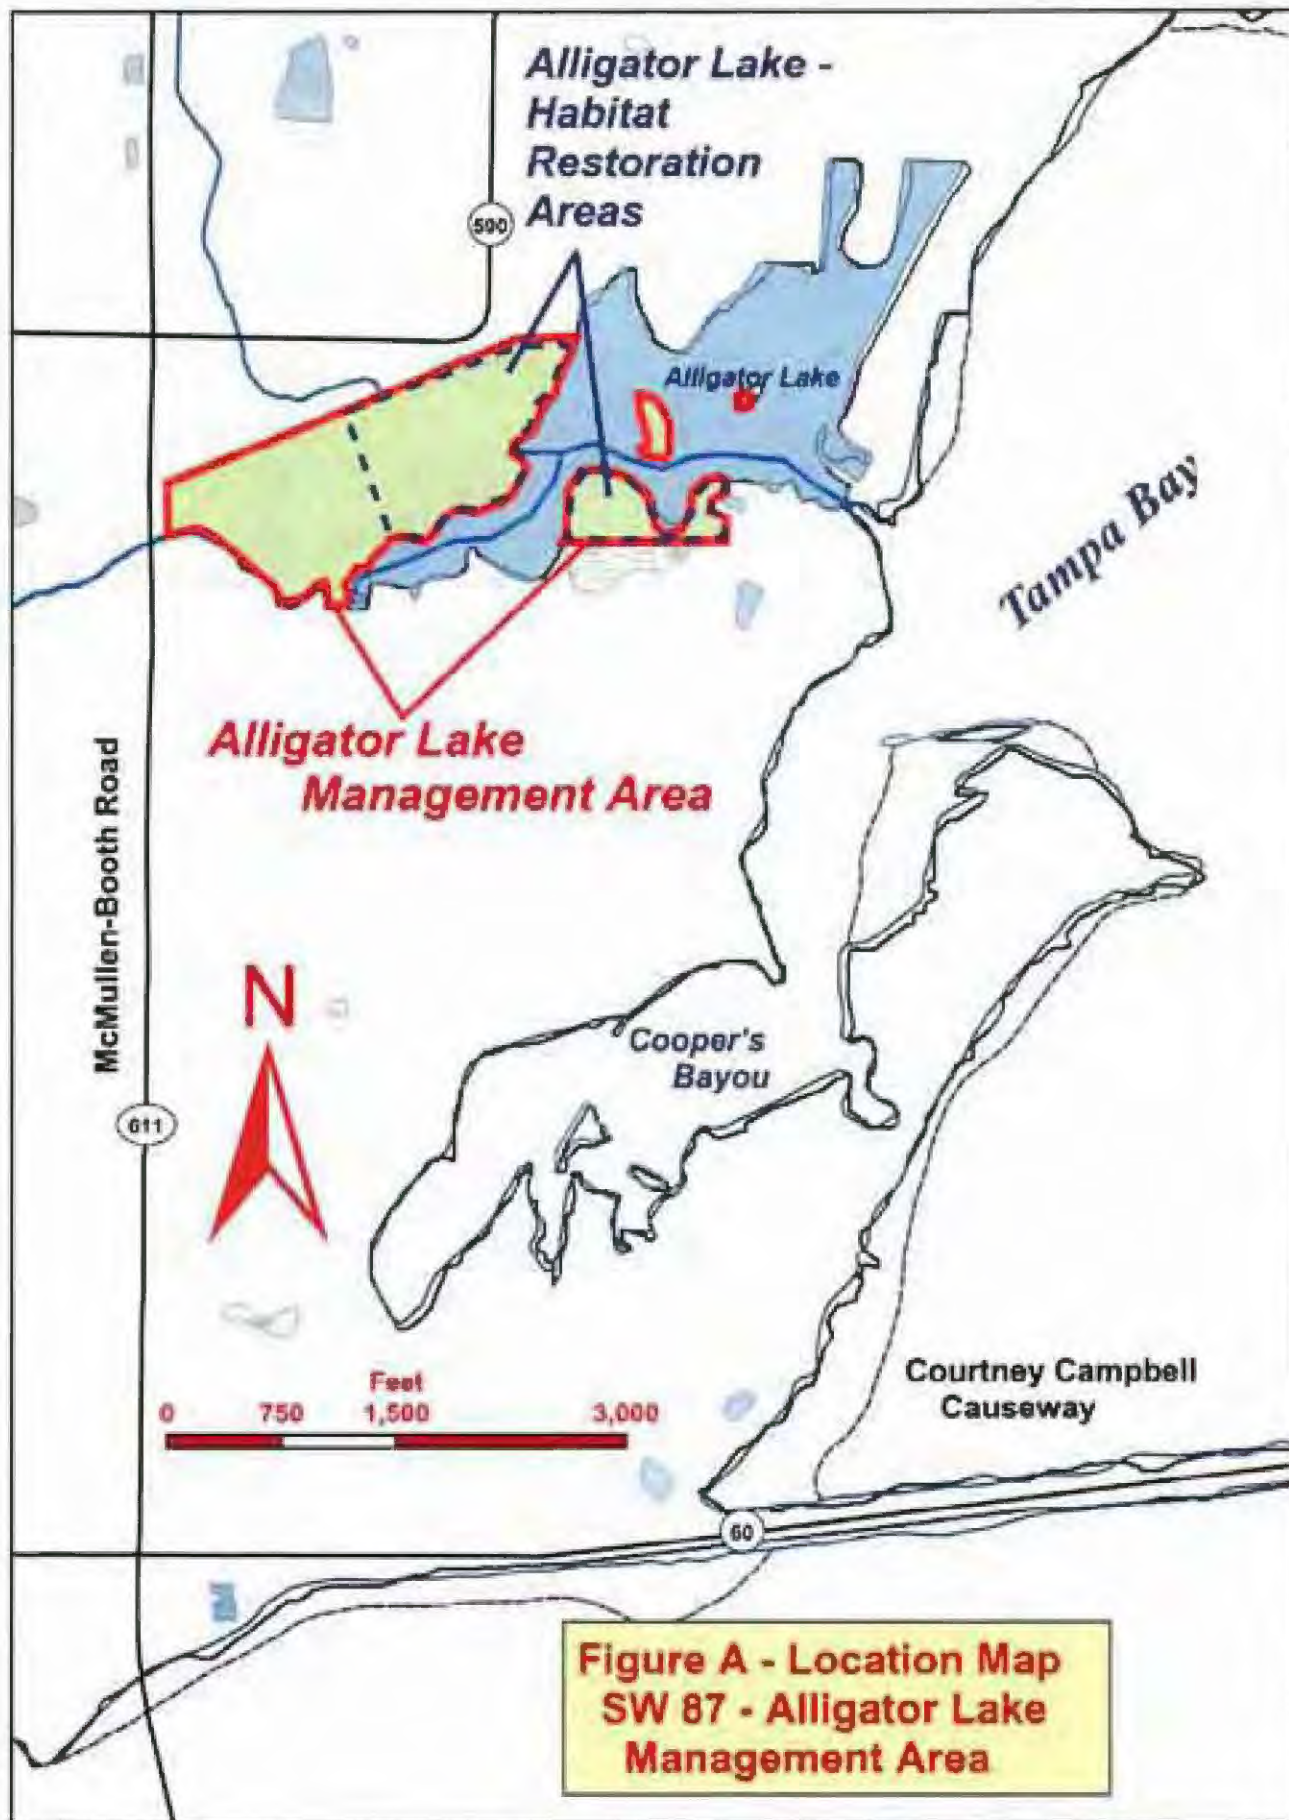 Alligator Lake -
Habitat
Restoration
Areas
590
Alligator Lake
Tampa Bay
Alligator Lake
Management Area
McMullen-Booth Road
N
Cooper's
Bayou
611
Courtney Campbell
Causeway
Feet
0 750 1,500 3,000
60
Figure A - Location Map
SW 87 - Alligator Lake
Management Area